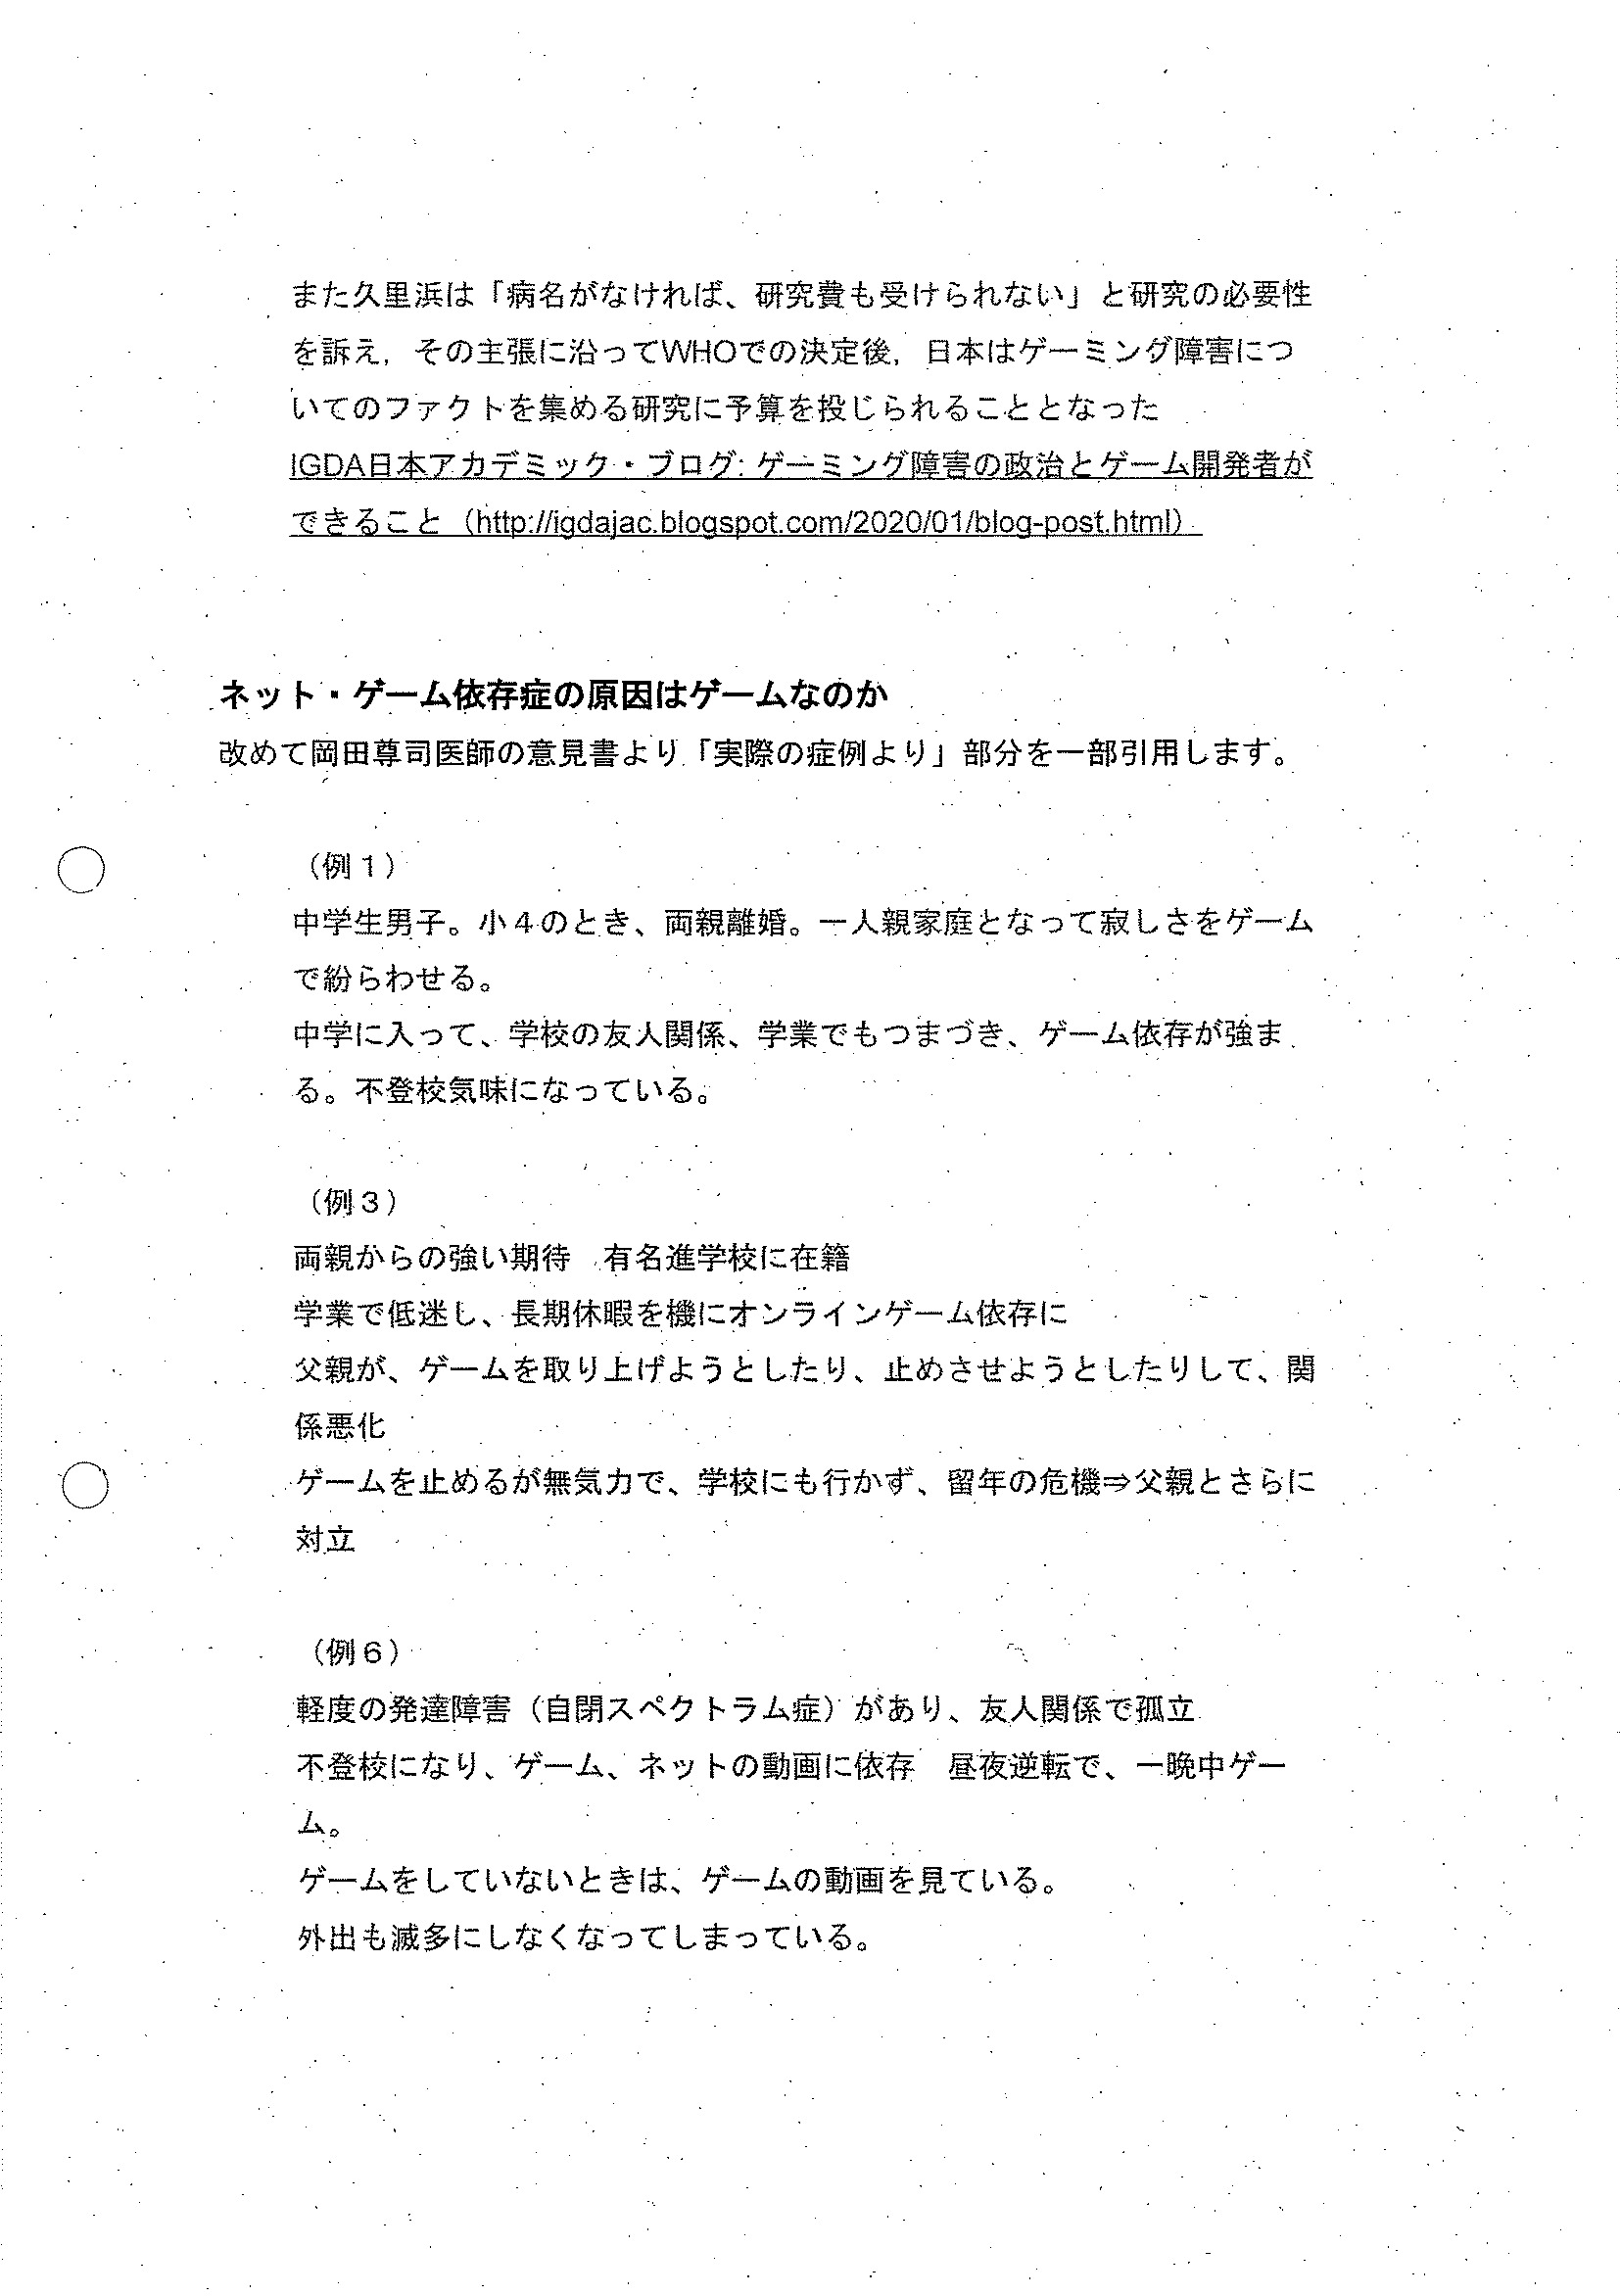 また久里浜は「病名がなければ、研究費も受けられない」と研究の必要性
を訴え，その主張に沿ってWHOでの決定後，日本はゲーミング障害につ
いてのファクトを集める研究に予算を投じられることとなった
IGDA日本アカデミック・ブログ: ゲーミング障害の政治とゲーム開発者が
できること（http://igdajac.blogspot.com/2020/01/blog-post.html）
ネット・ゲーム依存症の原因はゲームなのか
改めて岡田尊司医師の意見書より「実際の症例より」部分を一部引用します。
（例１）
中学生男子。小４のとき、両親離婚。一人親家庭となって寂しさをゲーム
で紛らわせる。
中学に入って、学校の友人関係、学業でもつまづき、ゲーム依存が強ま
る。不登校気味になっている。
（例３）
両親からの強い期待　有名進学校に在籍
学業で低迷し、長期休暇を機にオンラインゲーム依存に
父親が、ゲームを取り上げようとしたり、止めさせようとしたりして、関
係悪化
ゲームを止めるが無気力で、学校にも行かず、留年の危機⇒父親とさらに
対立
（例６）
軽度の発達障害（自閉スペクトラム症）があり、友人関係で孤立
不登校になり、ゲーム、ネットの動画に依存　昼夜逆転で、一晩中ゲー
ム。
ゲームをしていないときは、ゲームの動画を見ている。
外出も滅多にしなくなってしまっている。